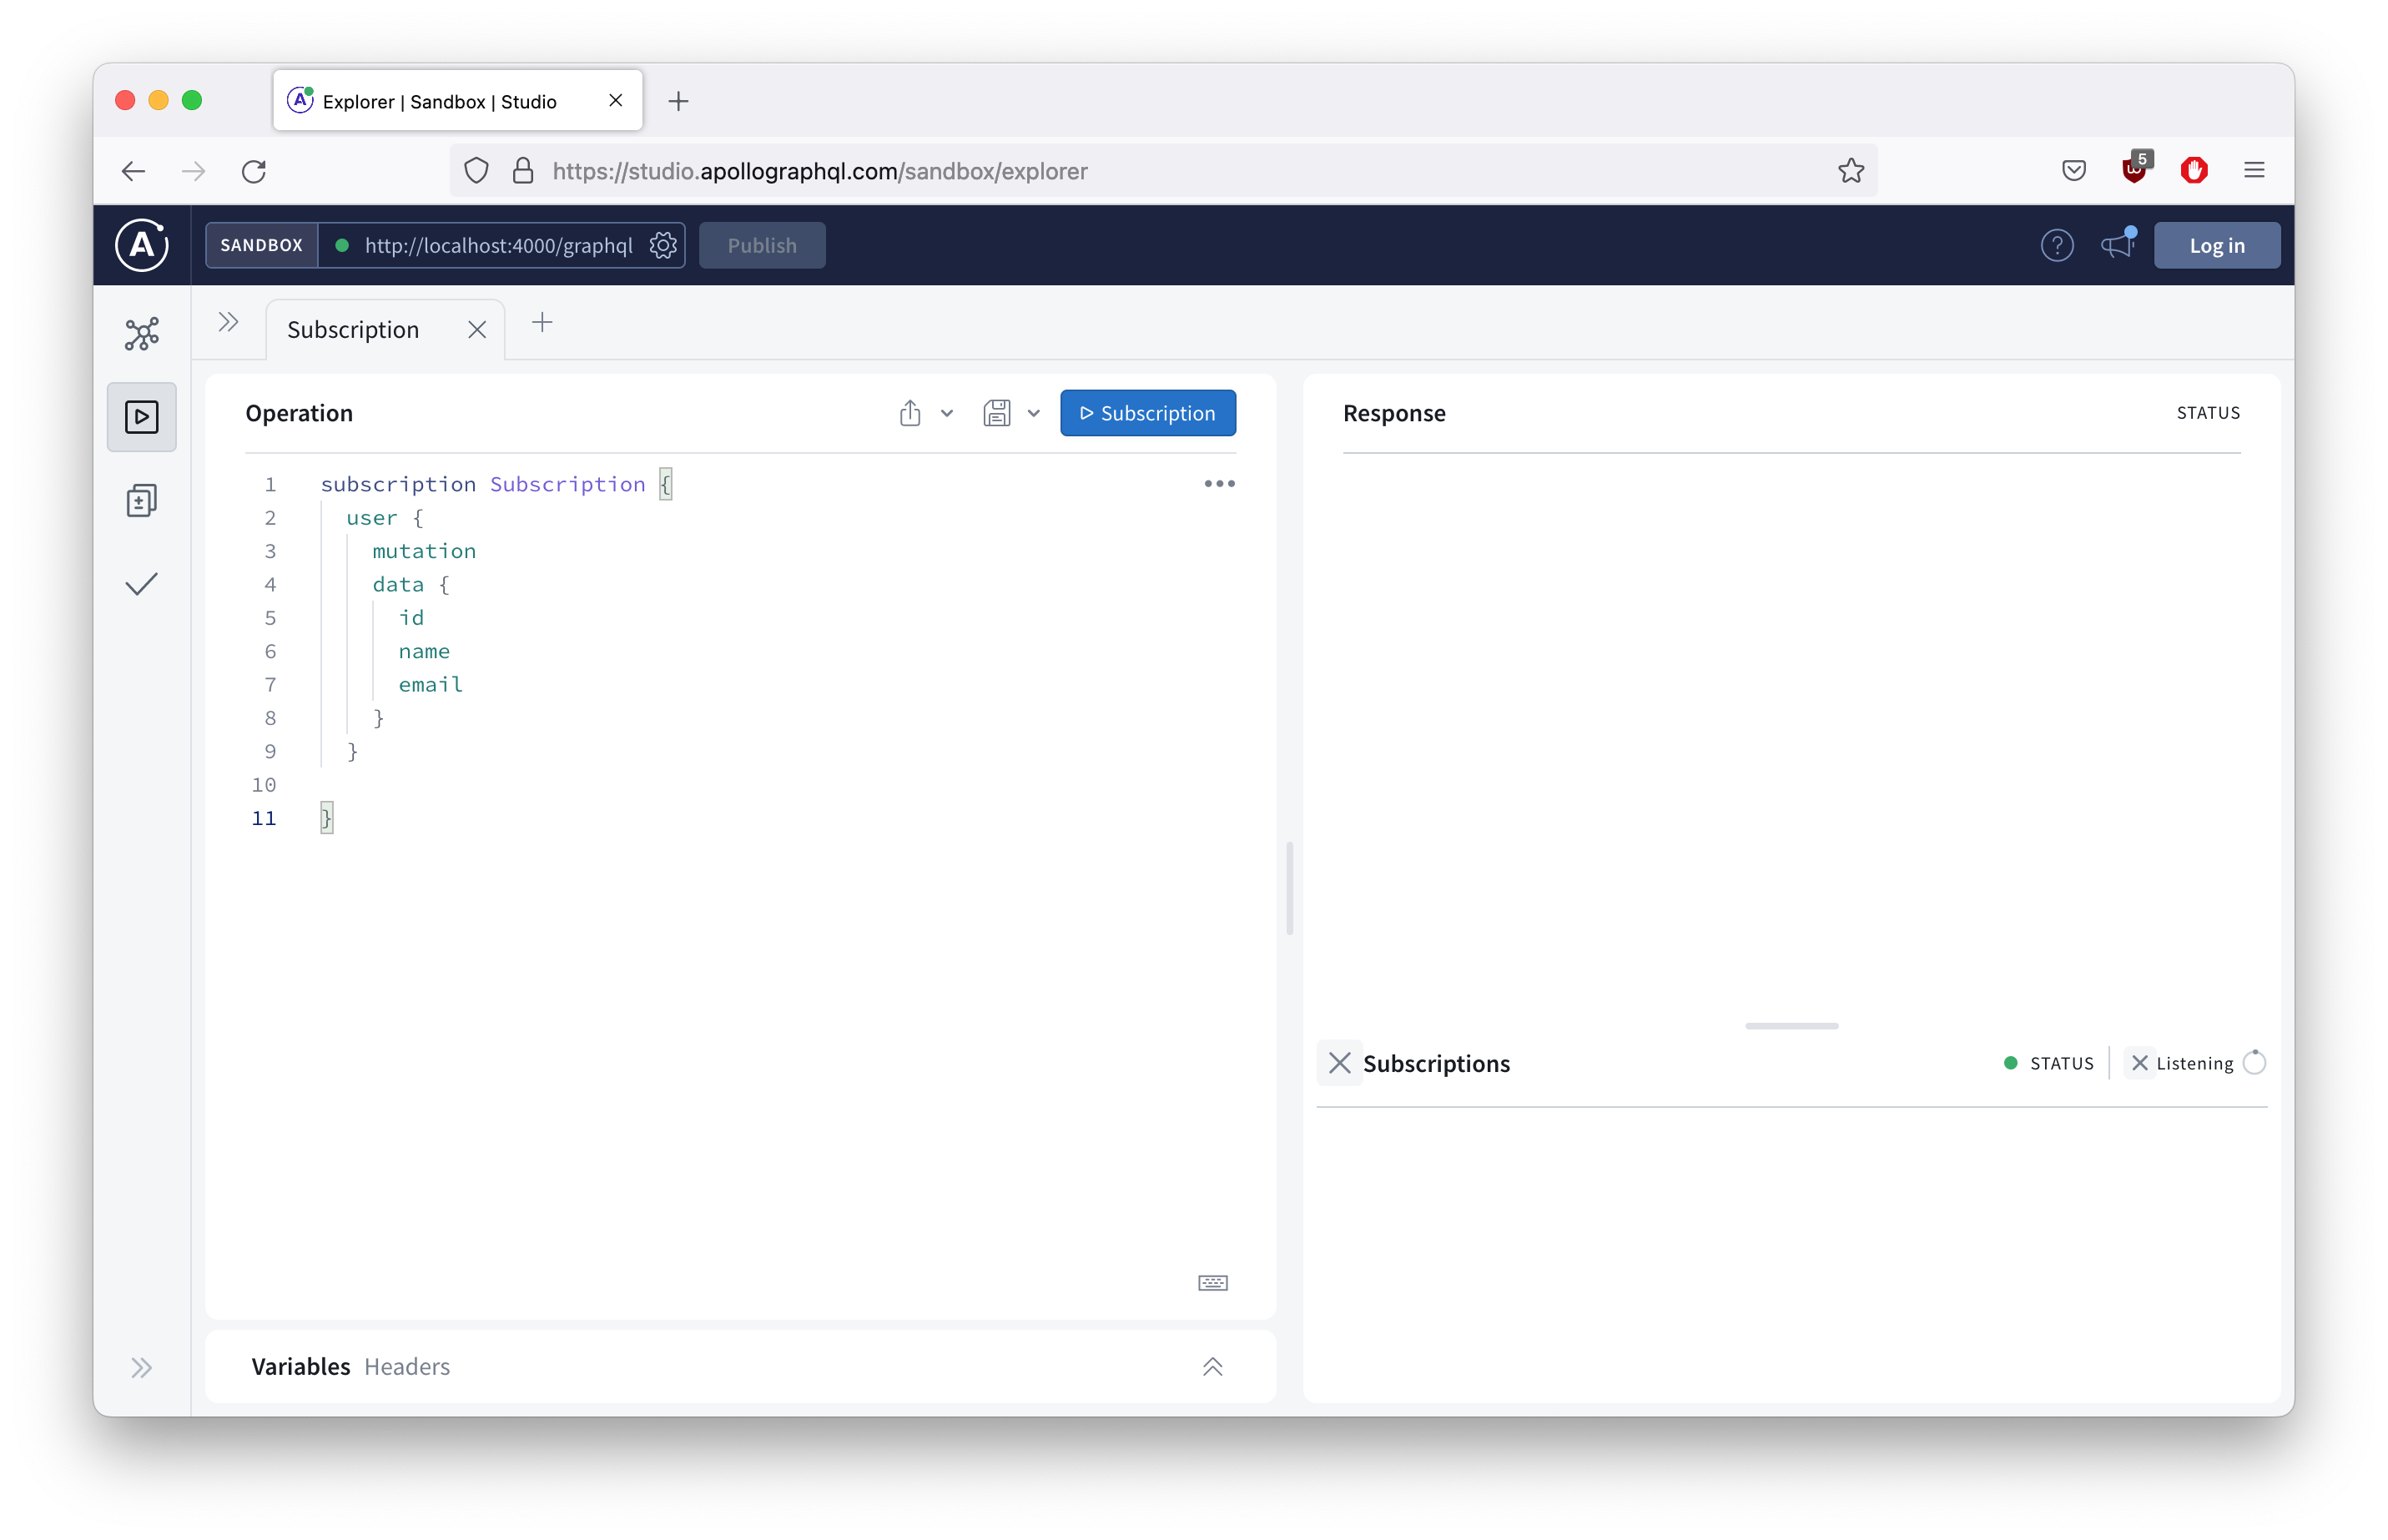 Explorer | Sandbox | Studio
https://studio.apollographql.com/sandbox/explorer
5
SANDBOX http://localhost:4000/graphql Publish Log in
Subscription
Operation Subscription
1 subscription Subscription {
2 user {
3 mutation
4 data {
5 id
6 name
7 email
8 }
9 }
10
11 }
Variables Headers
Response STATUS
Subscriptions STATUS Listening